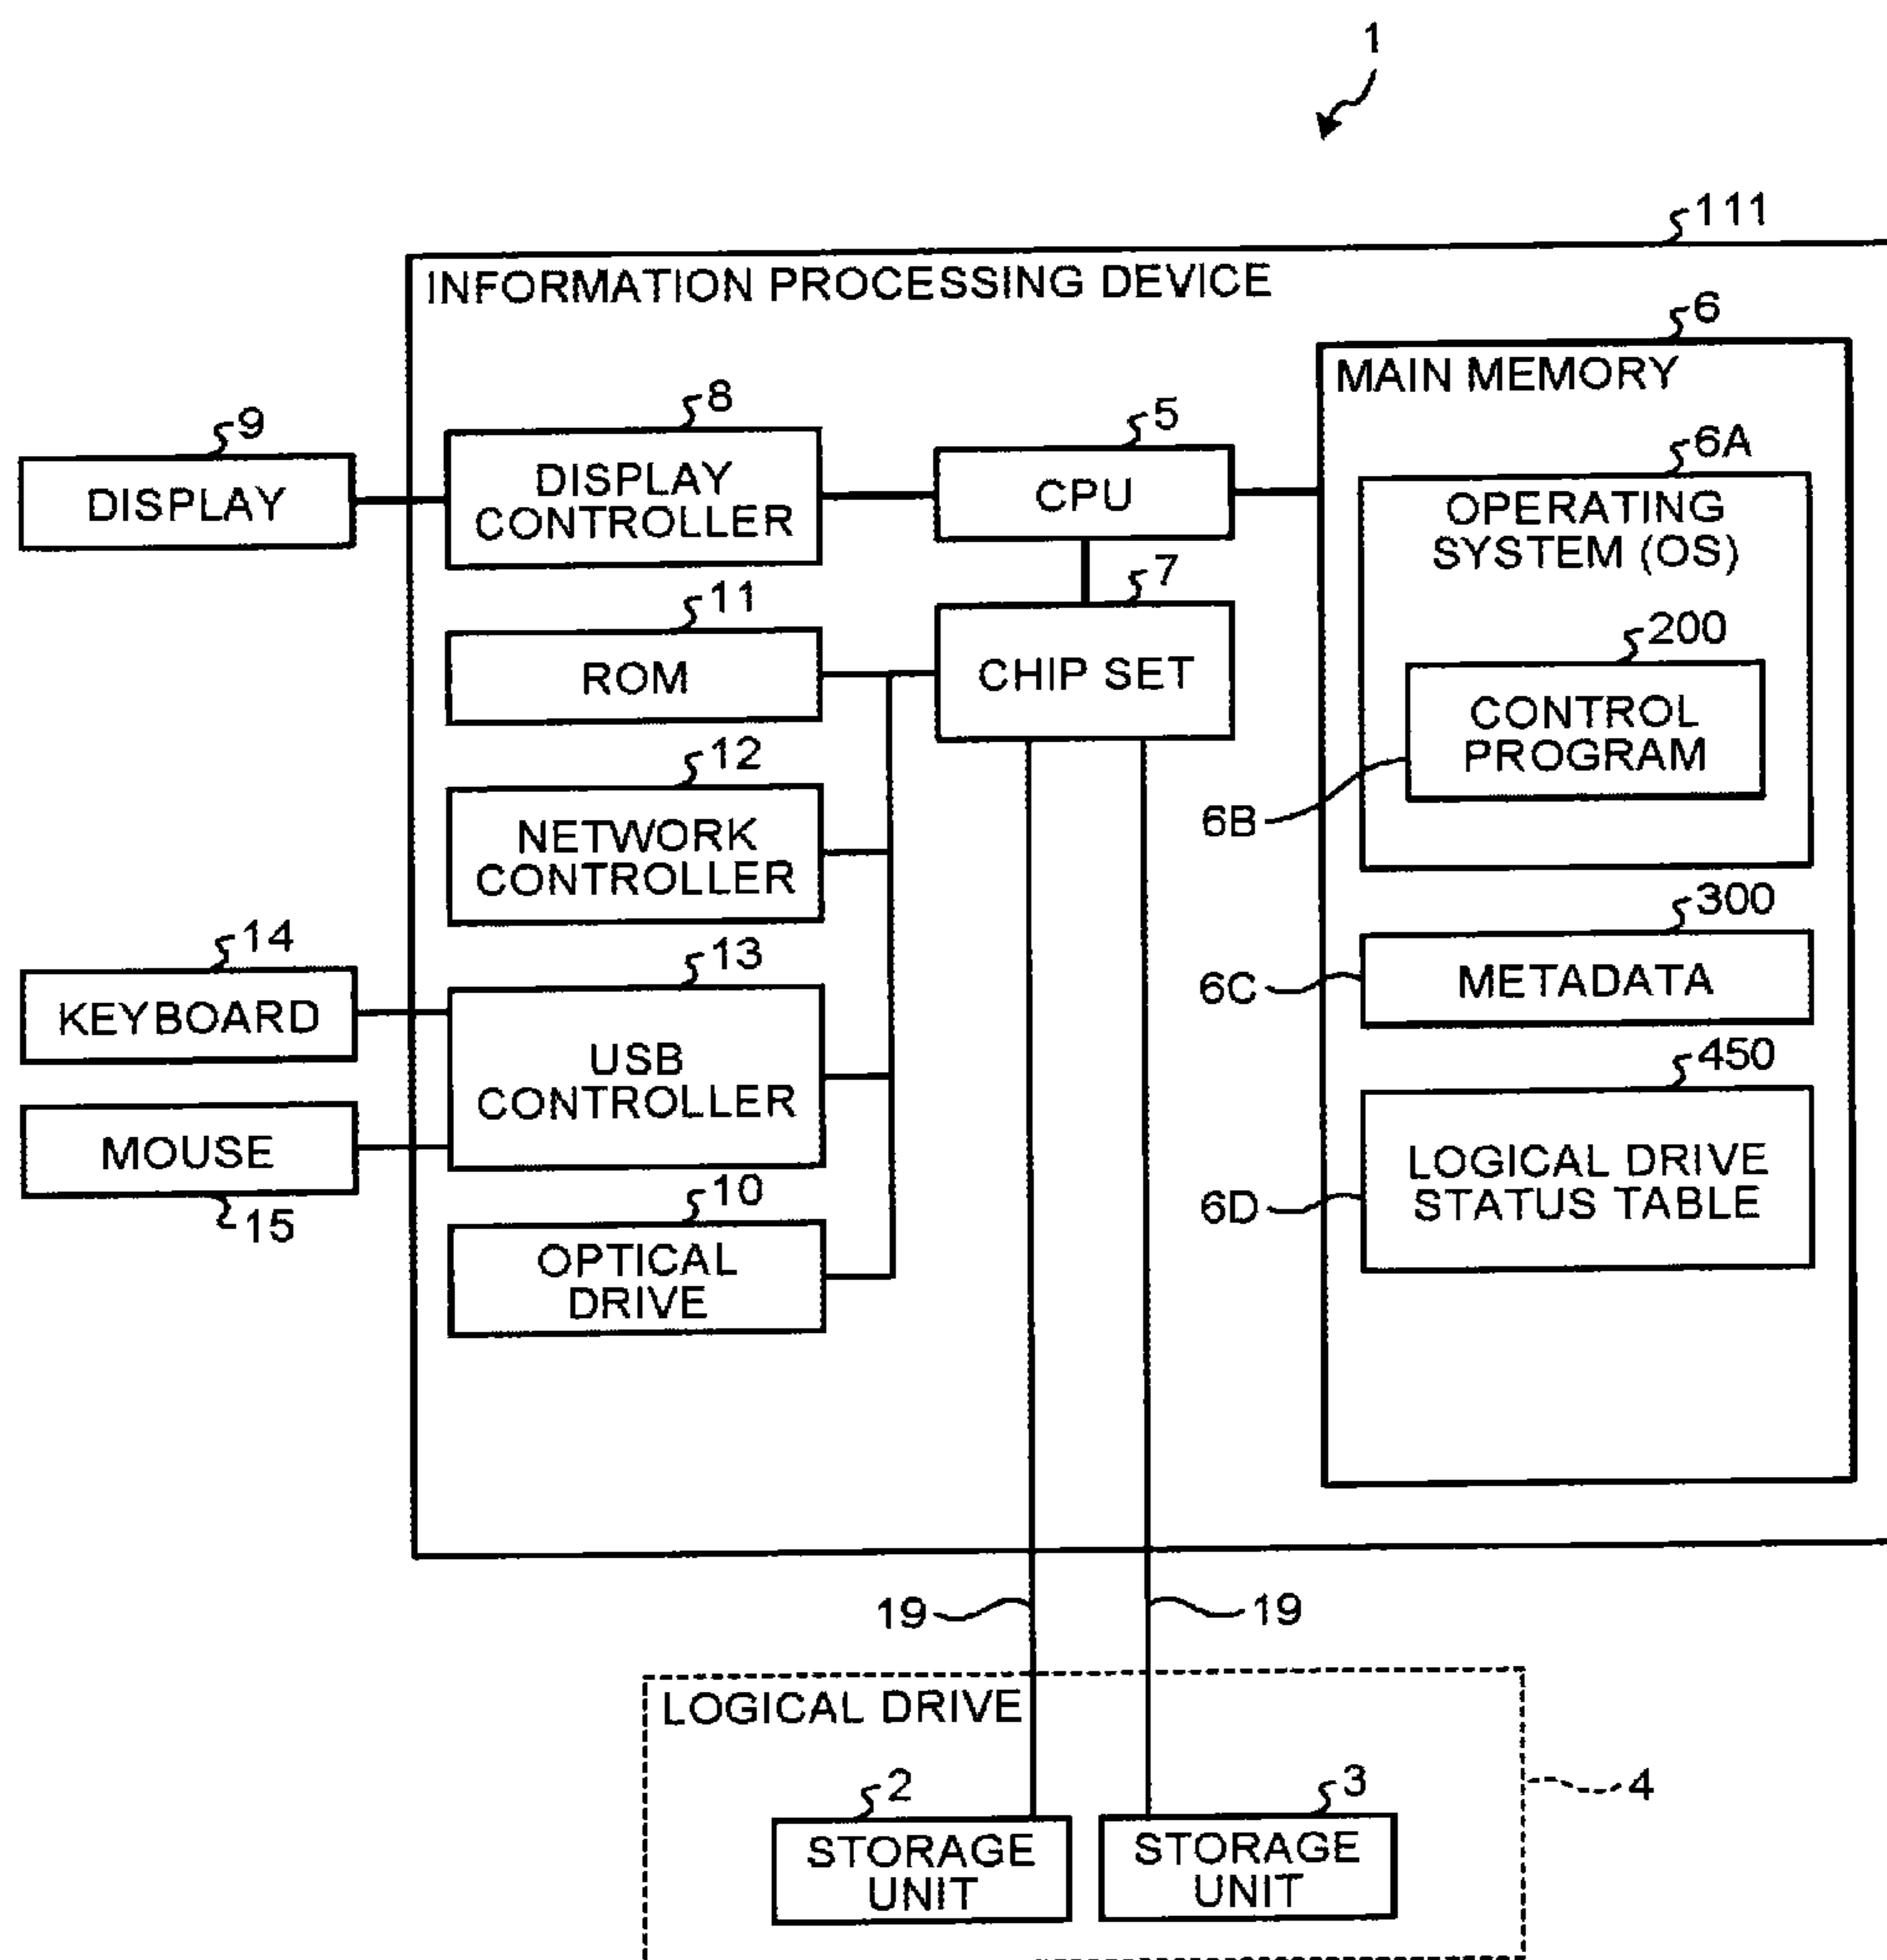 1
111
INFORMATION PROCESSING DEVICE
6
MAIN MEMORY
8
5
6A
9
DISPLAY
DISPLAY
CONTROLLER
CPU
OPERATING
SYSTEM (OS)
11
7
200
ROM
CHIP SET
CONTROL
PROGRAM
12
6B
NETWORK
CONTROLLER
300
14
13
6C
METADATA
KEYBOARD
USB
CONTROLLER
450
MOUSE
15
10
6D
LOGICAL DRIVE
STATUS TABLE
OPTICAL
DRIVE
19
19
LOGICAL DRIVE
4
2
3
STORAGE
UNIT
STORAGE
UNIT